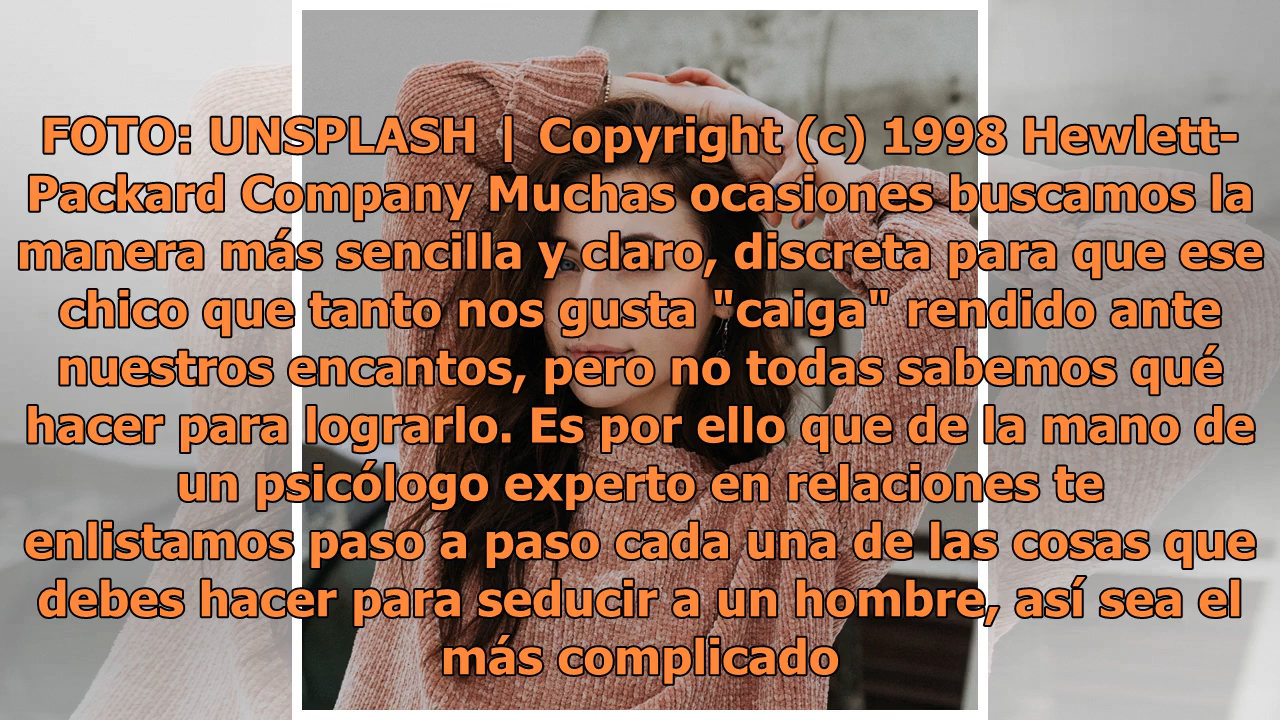 FOTO: UNSPLASH | Copyright (c) 1998 Hewlett-
Packard Company Muchas ocasiones buscamos la
manera más sencilla y claro, discreta para que ese
chico que tanto nos gusta "caiga" rendido ante
nuestros encantos, pero no todas sabemos qué
hacer para lograrlo. Es por ello que de la mano de
un psicólogo experto en relaciones te
enlistamos paso a paso cada una de las cosas que
debes hacer para seducir a un hombre, así sea el
más complicado